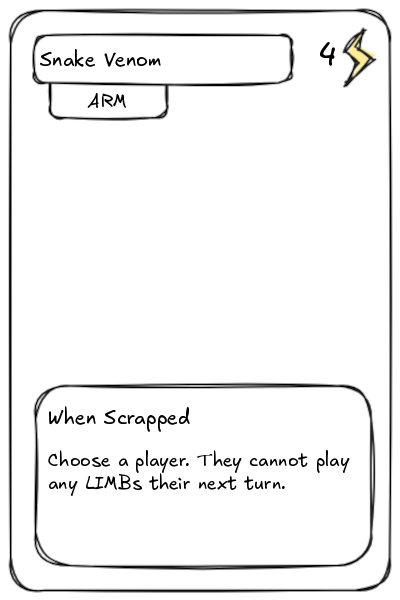 Snake Venom
4
ARM
When Scrapped
Choose a player. They cannot play
any LIMBs their next turn.